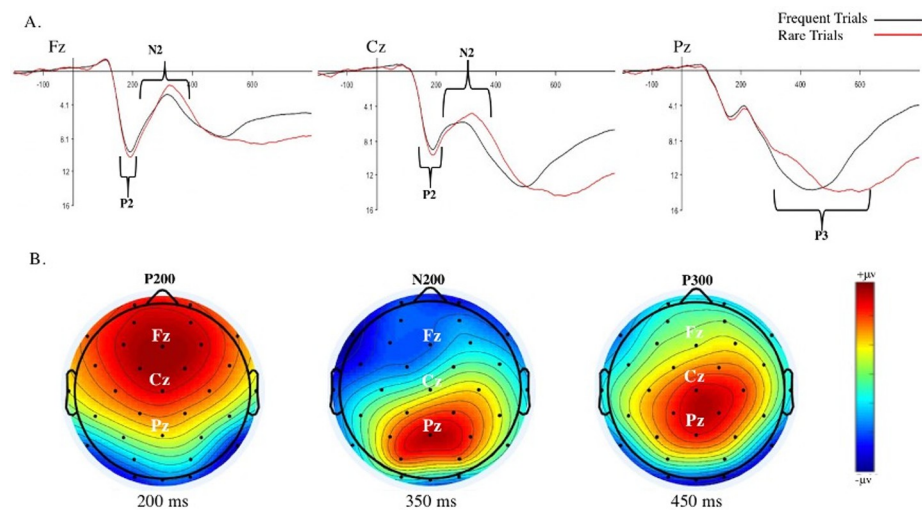 A.
Frequent Trials
Rare Trials
Fz
N2
-100
200
400
600
4.1
8.1
12
16
P2
Cz
N2
-100
200
400
600
4.1
8.1
12
16
P2
Pz
-100
200
400
600
4.1
8.1
12
16
P3
B.
P200
Fz
Cz
Pz
200 ms
N200
Fz
Cz
Pz
350 ms
P300
Fz
Cz
Pz
450 ms
+μv
-μv